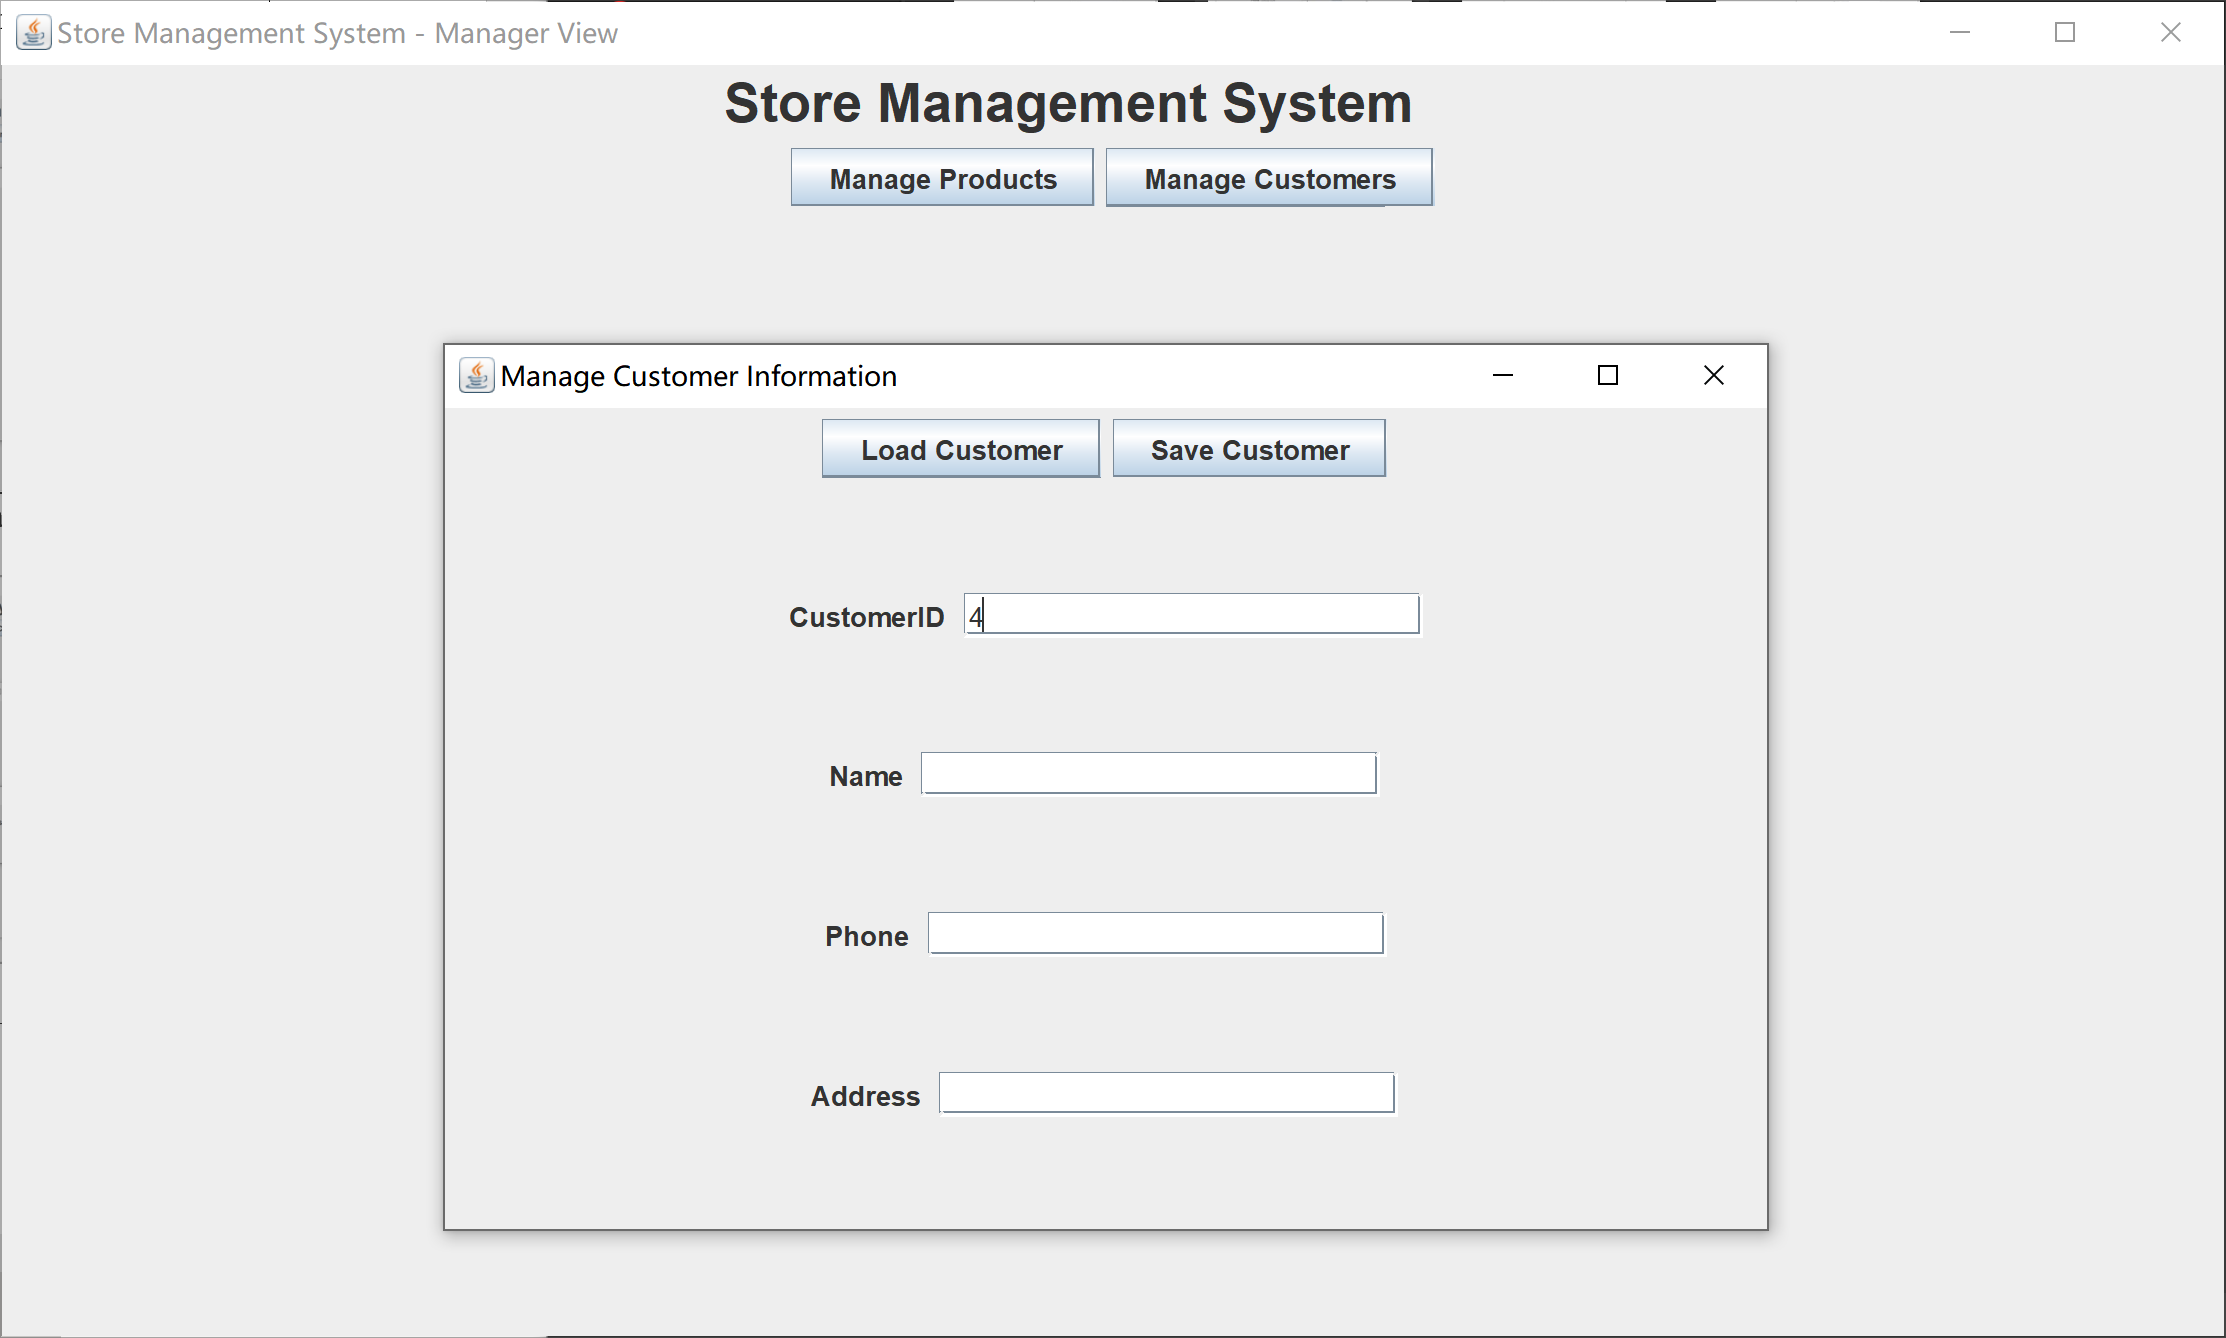 Store Management System - Manager View
Store Management System
Manage Products Manage Customers
Manage Customer Information
Load Customer Save Customer
CustomerID 4
Name
Phone
Address